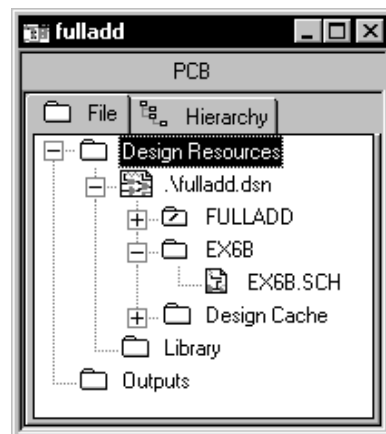 fulladd
PCB
File Hierarchy
Design Resources
.\fulladd.dsn
FULLADD
EX6B
EX6B.SCH
Design Cache
Library
Outputs